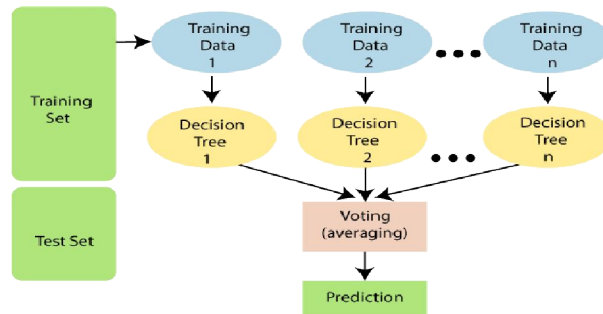 Training
Set
Test Set
Training
Data
1
Training
Data
2
Training
Data
n
Decision
Tree
1
Decision
Tree
2
Decision
Tree
n
Voting
(averaging)
Prediction